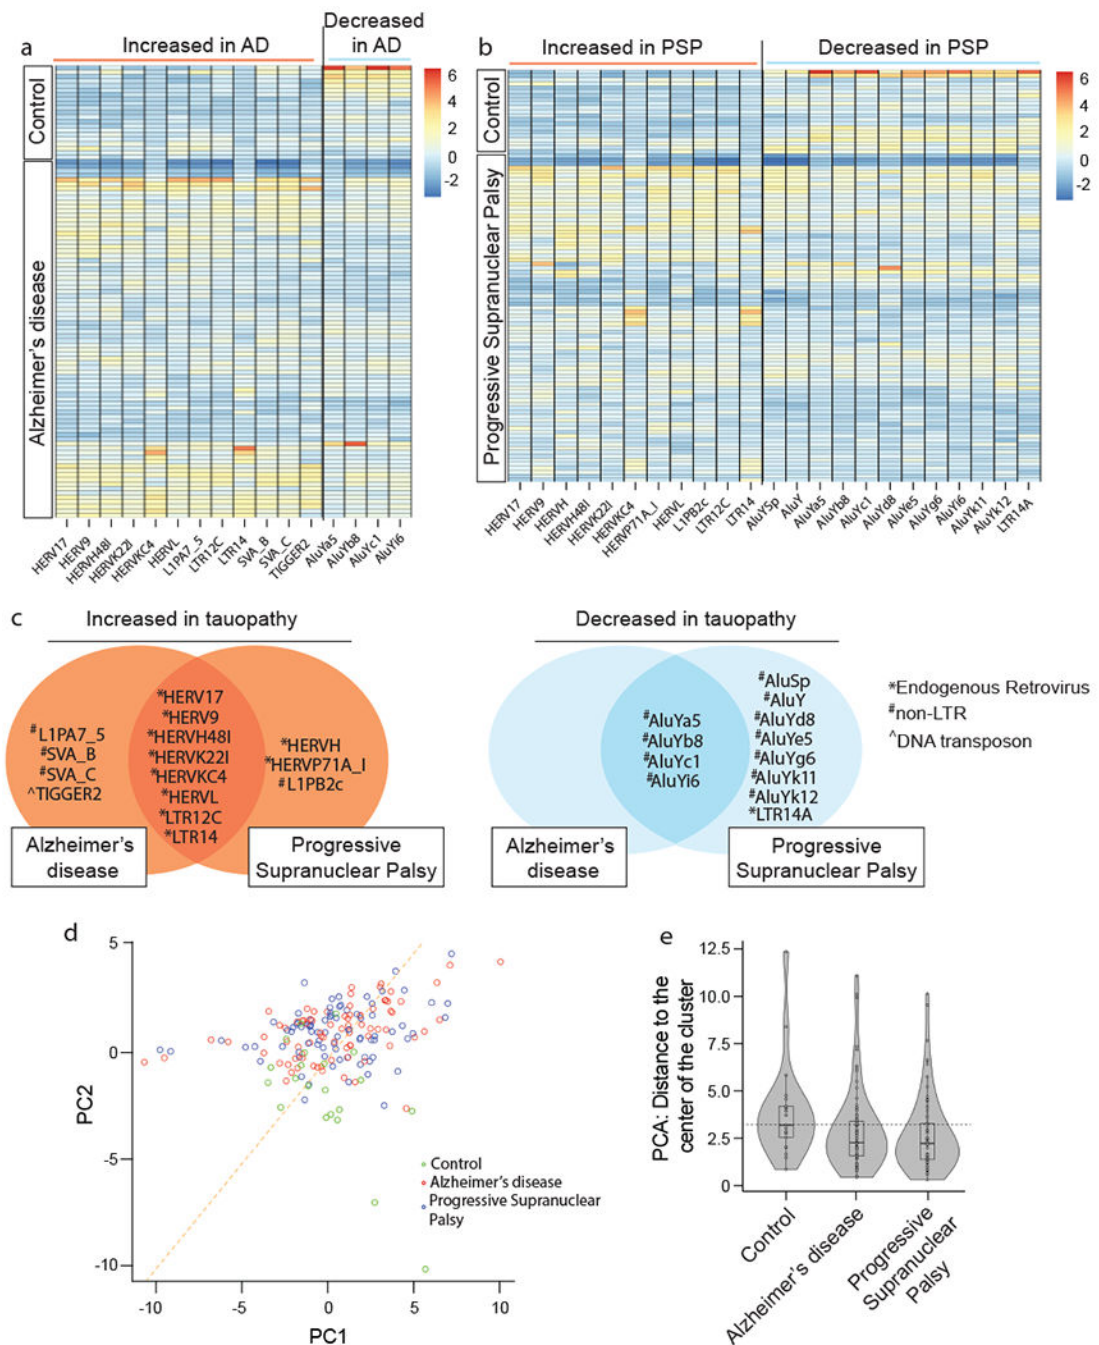 a
Increased in AD
Decreased
in AD
Control
Alzheimer's disease
6
4
2
0
-2
HERV17
HERV9
HERVH48I
HERVK22I
HERVKC4
HERVL
L1PA7_5
LTR12C
LTR14
SVA_B
SVA_C
TIGGER2
AluYa5
AluYb8
AluYc1
AluYi6
b
Increased in PSP
Decreased in PSP
Control
Progressive Supranuclear Palsy
6
4
2
0
-2
HERV17
HERV9
HERVH
HERVH48I
HERVK22I
HERVKC4
HERVP71A_I
HERVL
L1PB2c
LTR12C
LTR14
AluYSp
AluY
AluYa5
AluYb8
AluYc1
AluYd8
AluYe5
AluYg6
AluYi6
AluYk11
AluYk12
LTR14A
c
Increased in tauopathy
#L1PA7_5
#SVA_B
#SVA_C
^TIGGER2
*HERV17
*HERV9
*HERVH48I
*HERVK22I
*HERVKC4
*HERVL
*LTR12C
*LTR14
*HERVH
*HERVP71A_I
#L1PB2c
Alzheimer's
disease
Progressive
Supranuclear Palsy
Decreased in tauopathy
#AluYa5
#AluYb8
#AluYc1
#AluYi6
#AluSp
#AluY
#AluYd8
#AluYe5
#AluYg6
#AluYk11
#AluYk12
*LTR14A
Alzheimer's
disease
Progressive
Supranuclear Palsy
*Endogenous Retrovirus
#non-LTR
^DNA transposon
d
5
0
-5
-10
PC2
-10
-5
0
5
10
PC1
Control
Alzheimer's disease
Progressive Supranuclear
Palsy
e
PCA: Distance to the
center of the cluster
12.5
10.0
7.5
5.0
2.5
0
Control
Alzheimer's disease
Progressive
Supranuclear
Palsy